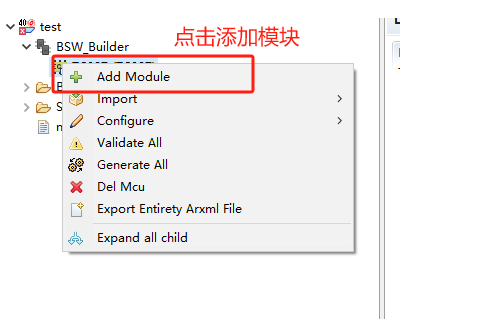 test
点击添加模块
BSW_Builder
Add Module
Import
Configure
Validate All
Generate All
Del Mcu
Export Entirety Arxml File
Expand all child